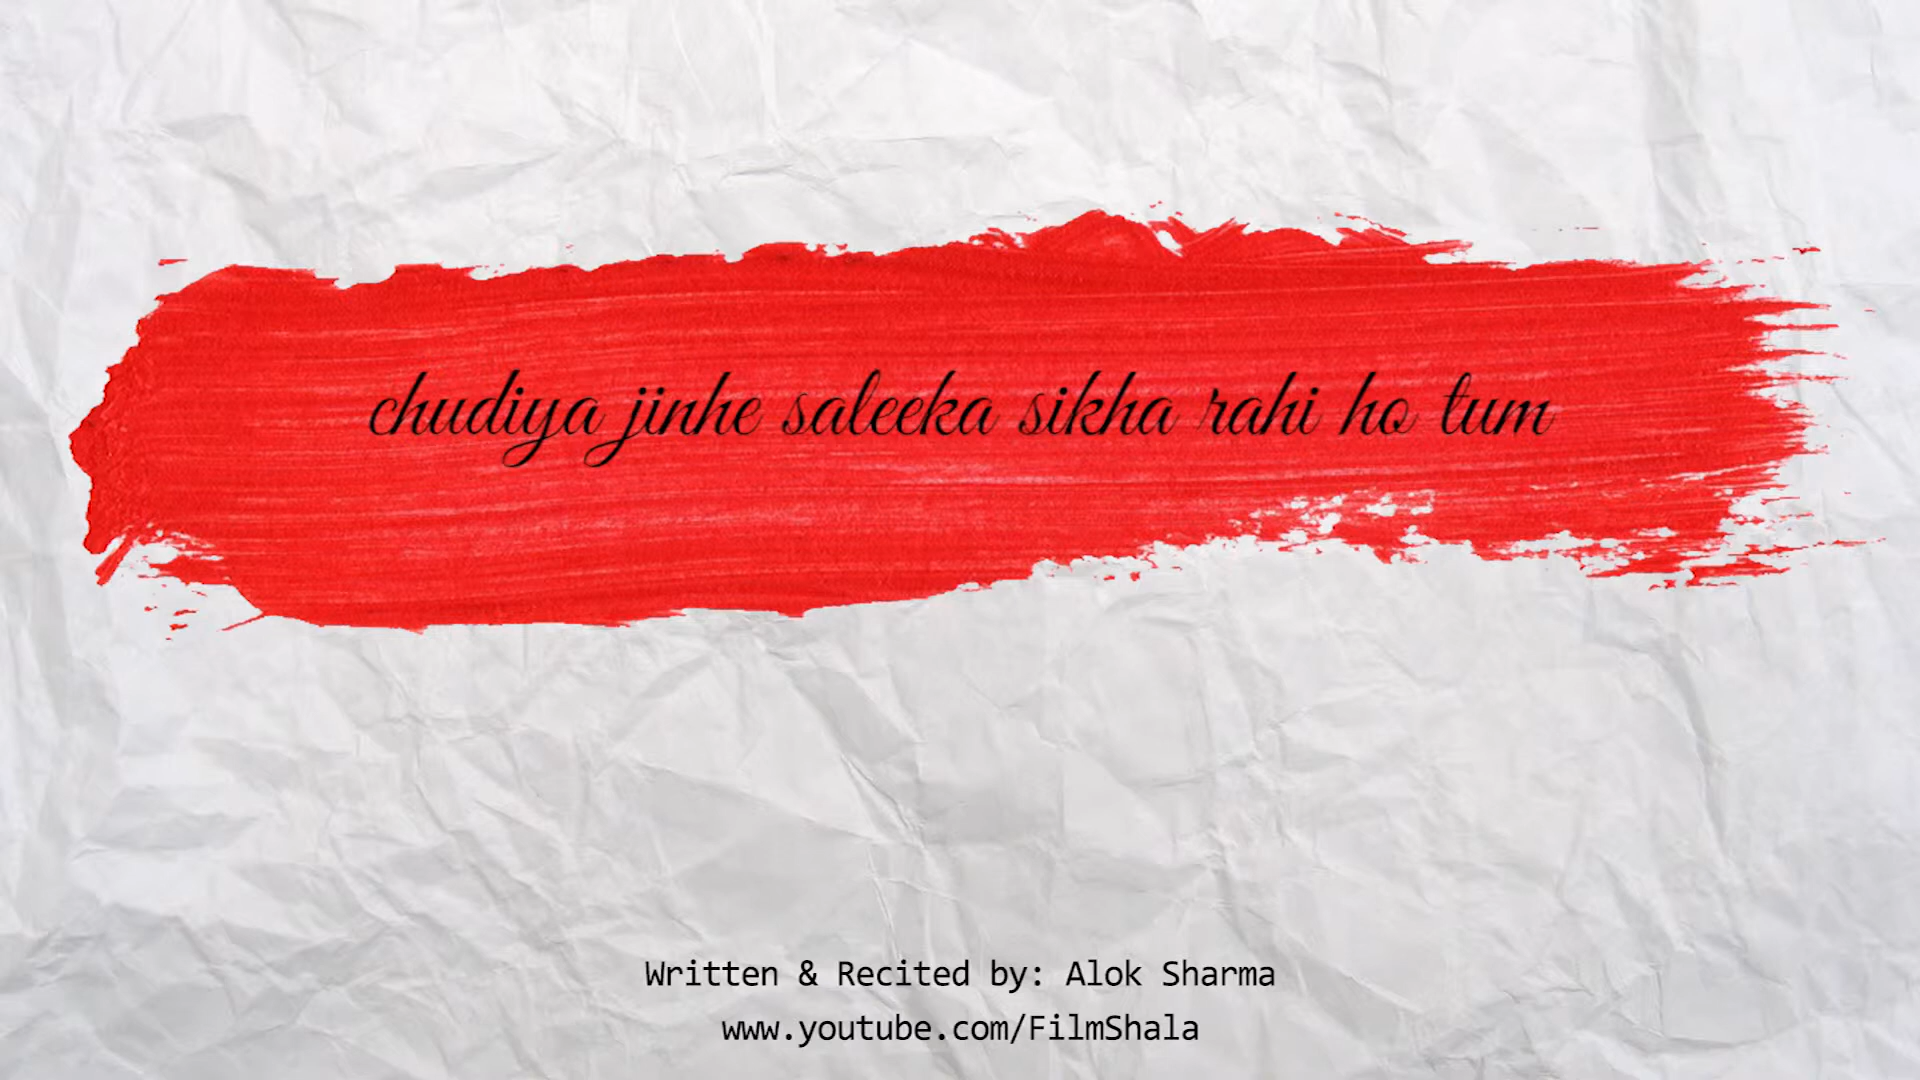 chudiya jinhe saleeka sikha rahi ho tum
Written & Recited by: Alok Sharma
www.youtube.com/FilmShala